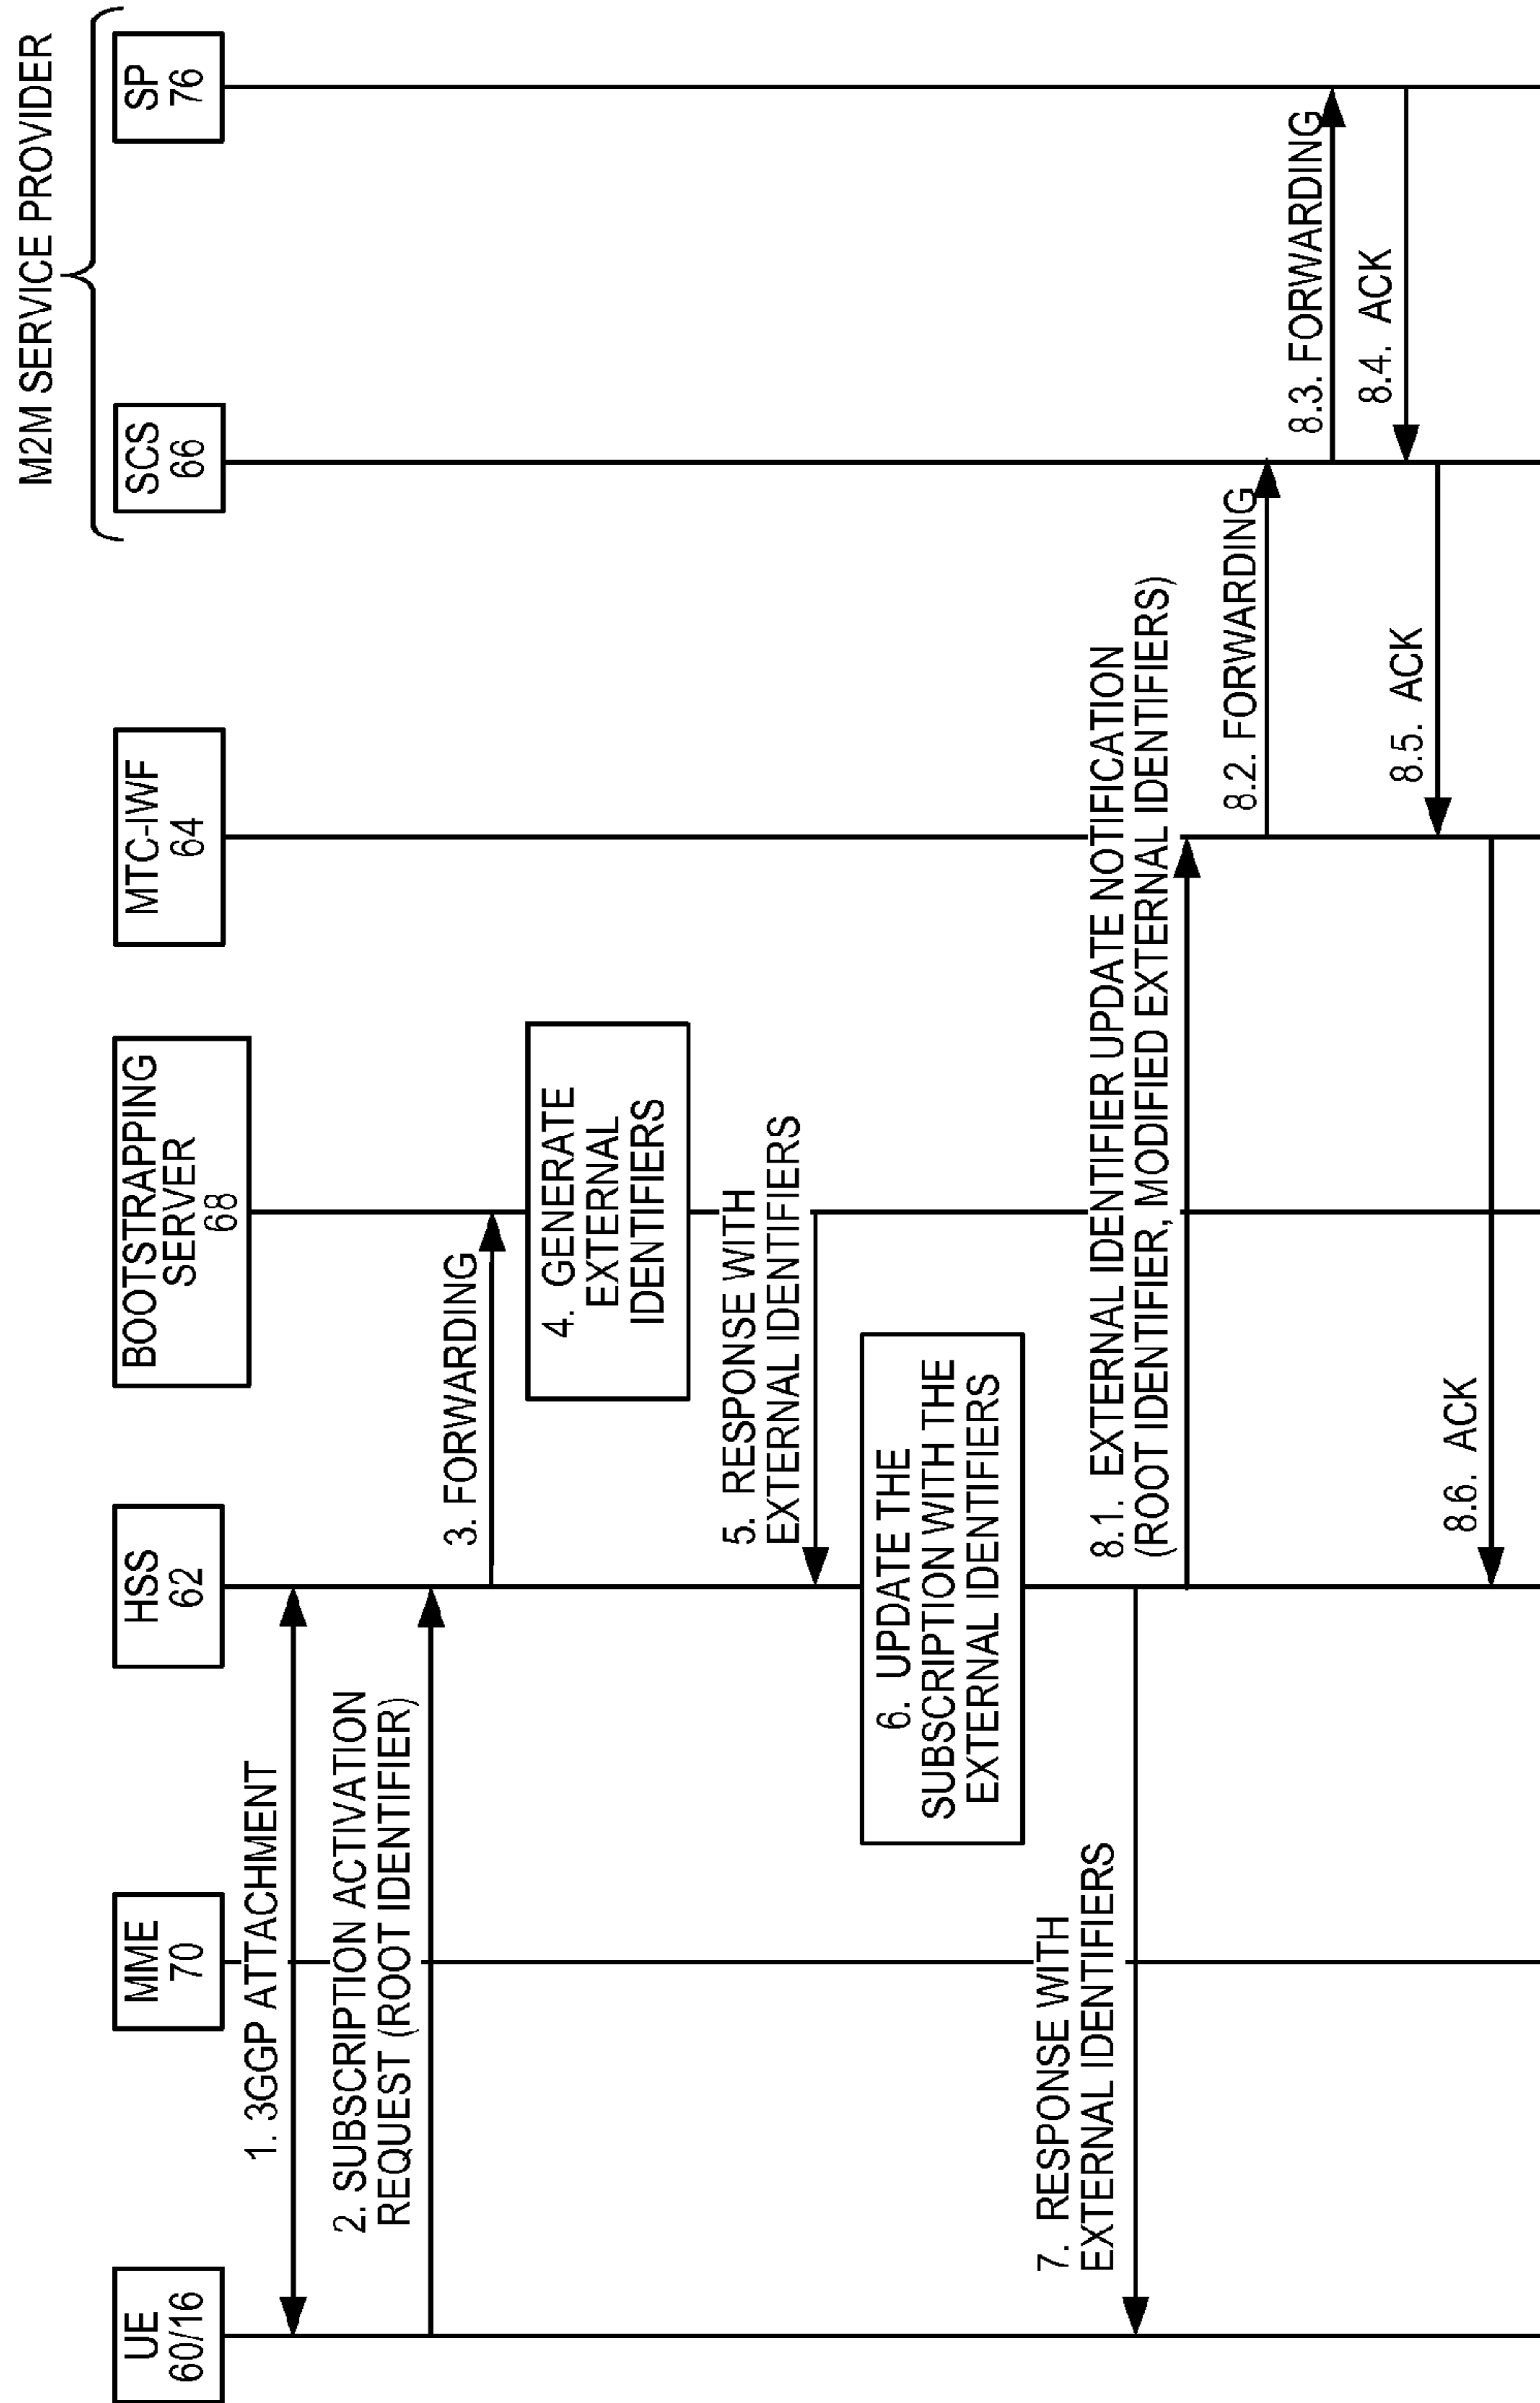 M2M SERVICE PROVIDER
UE
60/16
MME
70
HSS
62
BOOTSTRAPPING
SERVER
68
MTC-IWF
64
SCS
66
SP
76
1. 3GGP ATTACHMENT
2. SUBSCRIPTION ACTIVATION
REQUEST (ROOT IDENTIFIER)
3. FORWARDING
4. GENERATE
EXTERNAL
IDENTIFIERS
5. RESPONSE WITH
EXTERNAL IDENTIFIERS
6. UPDATE THE
SUBSCRIPTION WITH THE
EXTERNAL IDENTIFIERS
7. RESPONSE WITH
EXTERNAL IDENTIFIERS
8.1. EXTERNAL IDENTIFIER UPDATE NOTIFICATION
(ROOT IDENTIFIER, MODIFIED EXTERNAL IDENTIFIERS)
8.2. FORWARDING
8.3. FORWARDING
8.4. ACK
8.5. ACK
8.6. ACK